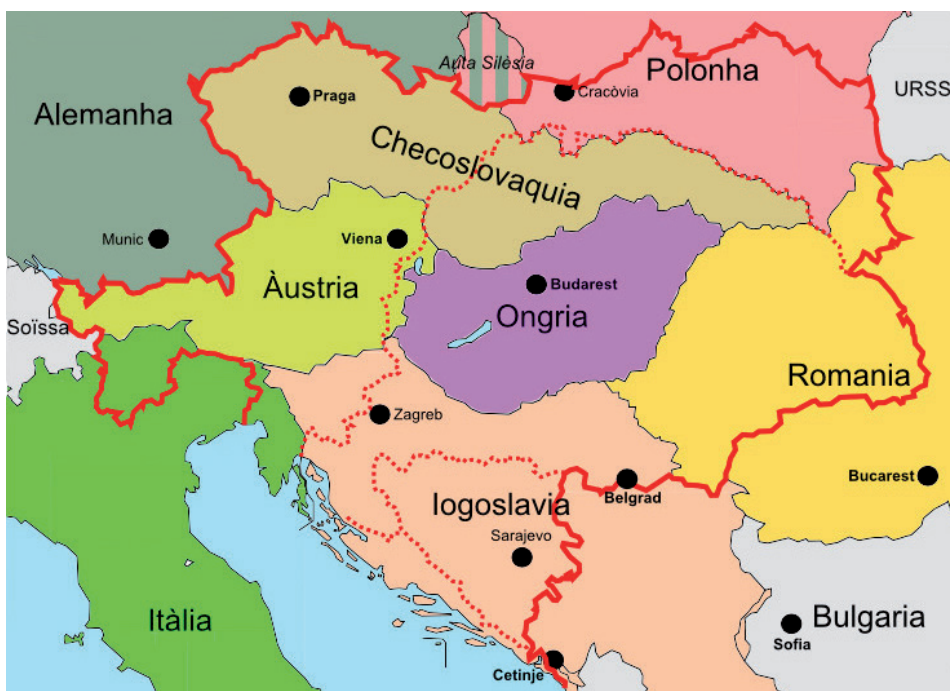 Auta Silèsia
Polonha
URSS
Cracòvia
Praga
Alemanha
Checoslovaquia
Munic
Viena
Àustria
Budarest
Ongria
Soïssa
Romania
Zagreb
Bucarest
Belgrad
Iogoslavia
Sarajevo
Itàlia
Bulgaria
Sofia
Cetinje